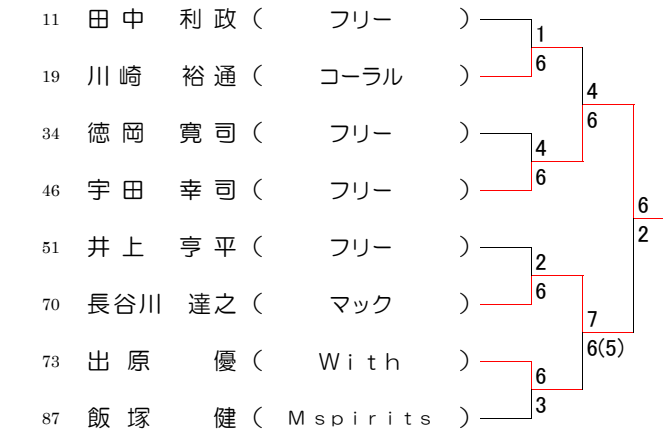 11 田中 利政 ( フリー )
1
19 川崎 裕通 ( コーラル )
6
4
34 徳岡 寛司 ( フリー )
6
4
46 宇田 幸司 ( フリー )
6
6
51 井上 亨平 ( フリー )
2
2
70 長谷川 達之 ( マック )
6
7
73 出原 優 ( With )
6(5)
6
87 飯塚 健 ( Mspirits )
3